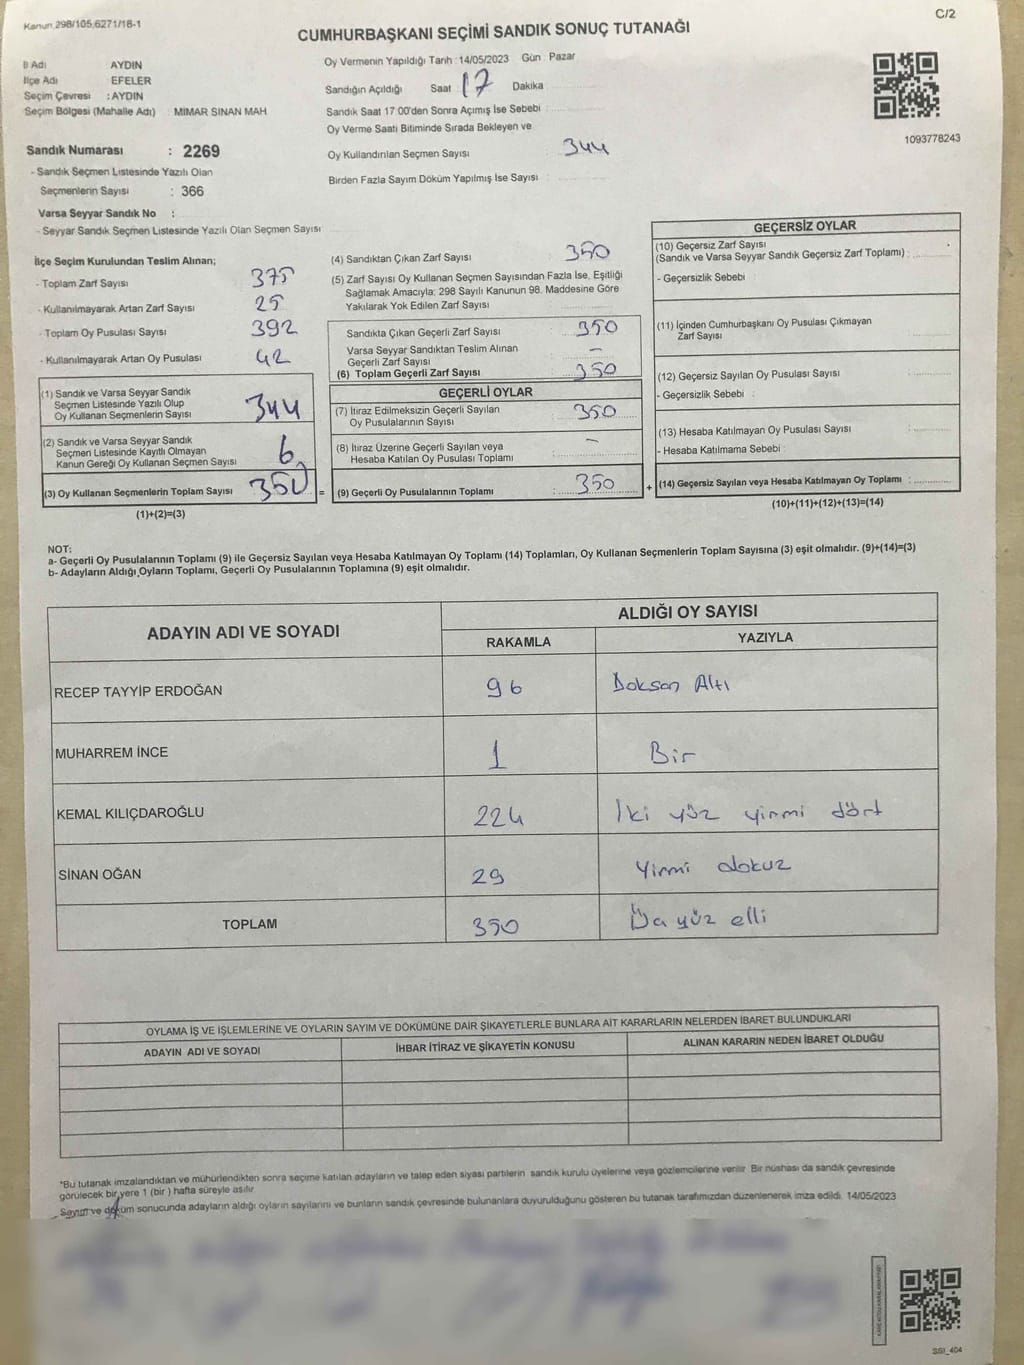 Kanun 298/105,6271/18-1
C/2
CUMHURBAŞKANI SEÇİMİ SANDIK SONUÇ TUTANAĞI
İl Adı AYDIN
İlçe Adı EFELER
Seçim Çevresi : AYDIN
Seçim Bölgesi (Mahalle Adı) MİMAR SİNAN MAH
Sandık Numarası : 2269
- Sandık Seçmen Listesinde Yazılı Olan
Seçmenlerin Sayısı : 366
Varsa Seyyar Sandık No :
- Seyyar Sandık Seçmen Listesinde Yazılı Olan Seçmen Sayısı
Oy Vermenin Yapıldığı Tarih : 14/05/2023 Gün : Pazar
Sandığın Açıldığı Saat 17 Dakika
Sandık Saat 17:00'den Sonra Açımış İse Sebebi :
Oy Verme Saati Bitiminde Sırada Bekleyen ve
Oy Kullandırılan Seçmen Sayısı : 344
Birden Fazla Sayım Döküm Yapılmış İse Sayısı :
1093778243
İlçe Seçim Kurulundan Teslim Alınan;
- Toplam Zarf Sayısı 375
- Kullanılmayarak Artan Zarf Sayısı 25
- Toplam Oy Pusulası Sayısı 392
- Kullanılmayarak Artan Oy Pusulası 42
(1) Sandık ve Varsa Seyyar Sandık
Seçmen Listesinde Yazılı Olup
Oy Kullanan Seçmenlerin Sayısı 344
(2) Sandık ve Varsa Seyyar Sandık
Seçmen Listesinde Kayıtlı Olmayan
Kanun Gereği Oy Kullanan Seçmen Sayısı 6
(3) Oy Kullanan Seçmenlerin Toplam Sayısı 350 =
(1)+(2)=(3)
(4) Sandıktan Çıkan Zarf Sayısı : 350
(5) Zarf Sayısı Oy Kullanan Seçmen Sayısından Fazla İse, Eşitliği
Sağlamak Amacıyla; 298 Sayılı Kanunun 98. Maddesine Göre
Yakılarak Yok Edilen Zarf Sayısı :
Sandıkta Çıkan Geçerli Zarf Sayısı : 350
Varsa Seyyar Sandıktan Teslim Alınan
Geçerli Zarf Sayısı : -
(6) Toplam Geçerli Zarf Sayısı : 350
GEÇERLİ OYLAR
(7) İtiraz Edilmeksizin Geçerli Sayılan
Oy Pusulalarının Sayısı : 350
(8) İtiraz Üzerine Geçerli Sayılan veya
Hesaba Katılan Oy Pusulası Toplamı : -
(9) Geçerli Oy Pusulalarının Toplamı : 350 +
GEÇERSİZ OYLAR
(10) Geçersiz Zarf Sayısı
(Sandık ve Varsa Seyyar Sandık Geçersiz Zarf Toplamı) :
- Geçersizlik Sebebi :
(11) İçinden Cumhurbaşkanı Oy Pusulası Çıkmayan
Zarf Sayısı :
(12) Geçersiz Sayılan Oy Pusulası Sayısı :
- Geçersizlik Sebebi :
(13) Hesaba Katılmayan Oy Pusulası Sayısı :
- Hesaba Katılmama Sebebi :
(14) Geçersiz Sayılan veya Hesaba Katılmayan Oy Toplamı :
(10)+(11)+(12)+(13)=(14)
NOT:
a- Geçerli Oy Pusulalarının Toplamı (9) ile Geçersiz Sayılan veya Hesaba Katılmayan Oy Toplamı (14) Toplamları, Oy Kullanan Seçmenlerin Toplam Sayısına (3) eşit olmalıdır. (9)+(14)=(3)
b- Adayların Aldığı Oyların Toplamı, Geçerli Oy Pusulalarının Toplamına (9) eşit olmalıdır.
ADAYIN ADI VE SOYADI ALDIĞI OY SAYISI
RAKAMLA YAZIYLA
RECEP TAYYİP ERDOĞAN 96 Doksan Altı
MUHARREM İNCE 1 Bir
KEMAL KILIÇDAROĞLU 224 İki yüz yirmi dört
SİNAN OĞAN 29 Yirmi dokuz
TOPLAM 350 yüz elli
OYLAMA İŞ VE İŞLEMLERİNE VE OYLARIN SAYIM VE DÖKÜMÜNE DAİR ŞİKAYETLERLE BUNLARA AİT KARARLARIN NELERDEN İBARET BULUNDUKLARI
ADAYIN ADI VE SOYADI İHBAR İTİRAZ VE ŞİKAYETİN KONUSU ALINAN KARARIN NEDEN İBARET OLDUĞU
*Bu tutanak imzalandıktan ve mühürlendikten sonra seçime katılan adayların ve talep eden siyasi partilerin sandık kurulu üyelerine veya gözlemcilerine verilir. Bir nüshası da sandık çevresinde
görülecek bir yere 1 (bir ) hafta süreyle asılır
Sayım ve döküm sonucunda adayların aldığı oyların sayılarını ve bunların sandık çevresinde bulunanlara duyurulduğunu gösteren bu tutanak tarafımızdan düzenlenerek imza edildi. 14/05/2023
SSI_404